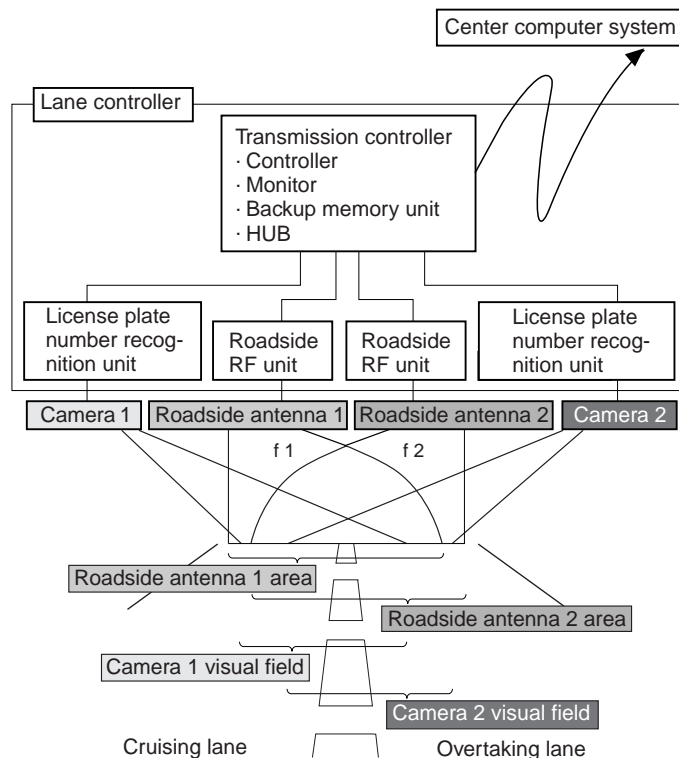 Center computer system
Lane controller
Transmission controller
· Controller
· Monitor
· Backup memory unit
· HUB
License plate
number recog-
nition unit
Roadside
RF unit
Roadside
RF unit
License plate
number recog-
nition unit
Camera 1
Roadside antenna 1
Roadside antenna 2
Camera 2
f 1
f 2
Roadside antenna 1 area
Roadside antenna 2 area
Camera 1 visual field
Camera 2 visual field
Cruising lane
Overtaking lane